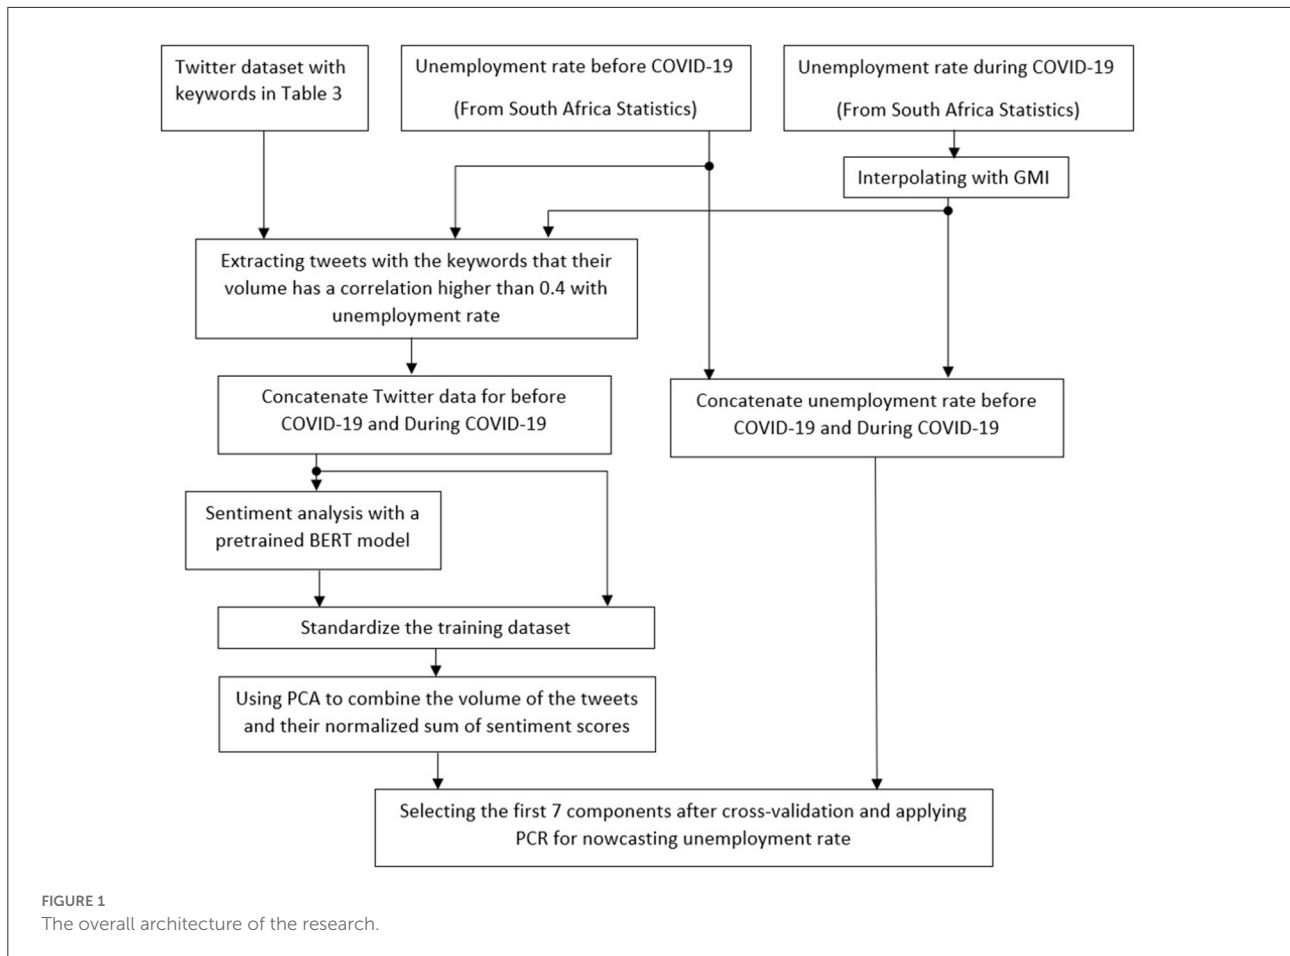 Twitter dataset with
keywords in Table 3
Unemployment rate before COVID-19
(From South Africa Statistics)
Unemployment rate during COVID-19
(From South Africa Statistics)
Interpolating with GMI
Extracting tweets with the keywords that their
volume has a correlation higher than 0.4 with
unemployment rate
Concatenate Twitter data for before
COVID-19 and During COVID-19
Concatenate unemployment rate before
COVID-19 and During COVID-19
Sentiment analysis with a
pretrained BERT model
Standardize the training dataset
Using PCA to combine the volume of the tweets
and their normalized sum of sentiment scores
Selecting the first 7 components after cross-validation and applying
PCR for nowcasting unemployment rate
FIGURE 1
The overall architecture of the research.